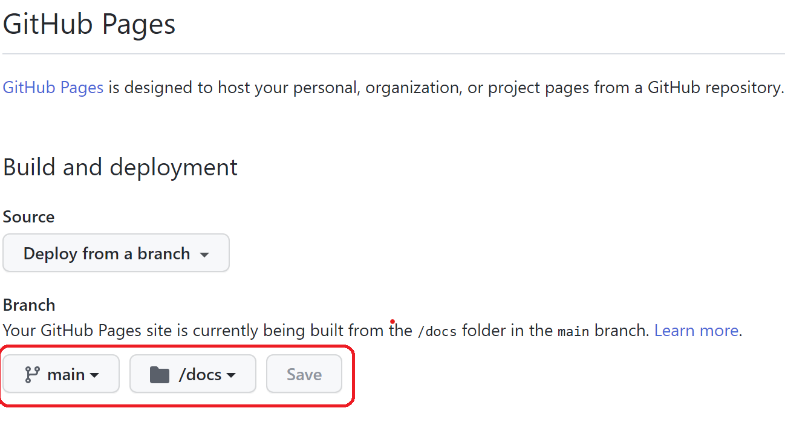 GitHub Pages
GitHub Pages is designed to host your personal, organization, or project pages from a GitHub repository.
Build and deployment
Source
Deploy from a branch
Branch
Your GitHub Pages site is currently being built from the /docs folder in the main branch. Learn more.
main /docs Save